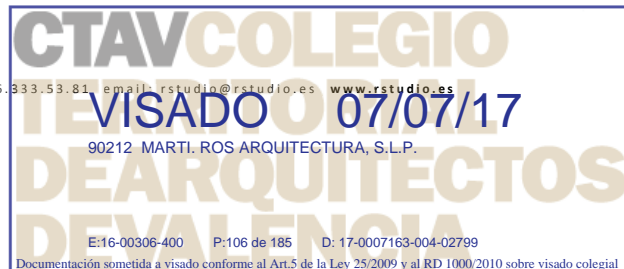 CTAVCOLEGIO
5.333.53.81 email: rstudio@rstudio.es www.rstudio.es
TERRITORIAL
VISADO 07/07/17
90212 MARTI. ROS ARQUITECTURA, S.L.P.
DEARQUITECTOS
DEVALENCIA
E:16-00306-400 P:106 de 185 D: 17-0007163-004-02799
Documentación sometida a visado conforme al Art.5 de la Ley 25/2009 y al RD 1000/2010 sobre visado colegial